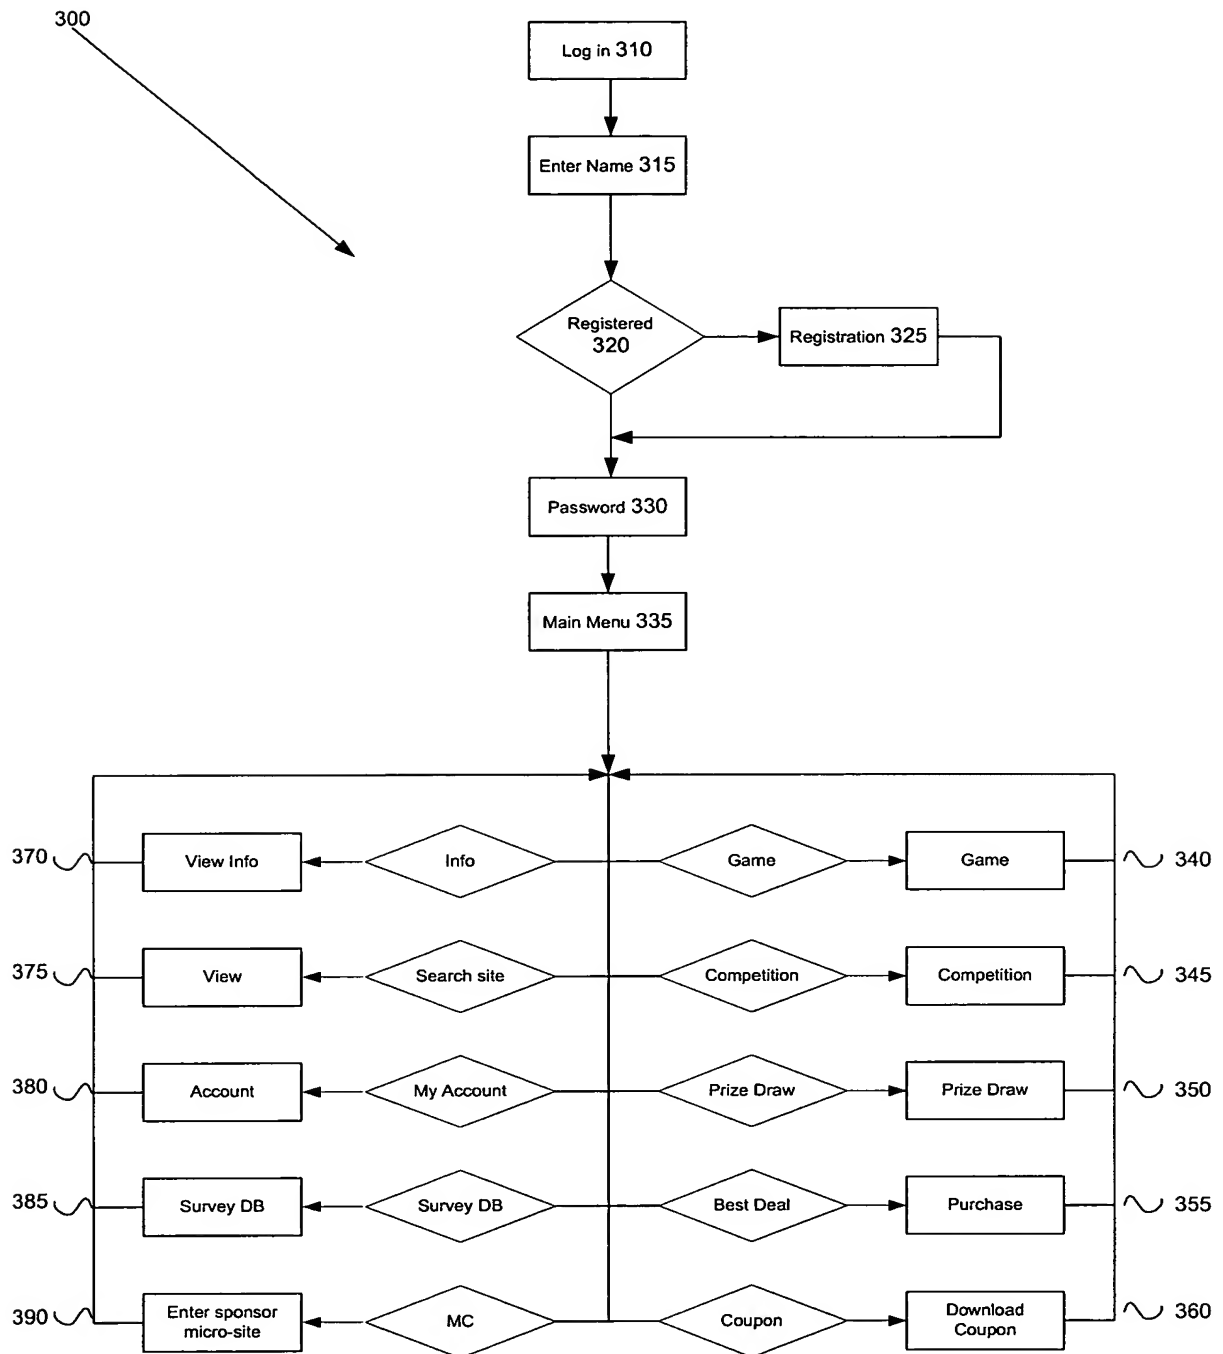 300
Log in 310
Enter Name 315
Registered
320
Registration 325
Password 330
Main Menu 335
370
View Info
Info
Game
Game
340
375
View
Search site
Competition
Competition
345
380
Account
My Account
Prize Draw
Prize Draw
350
385
Survey DB
Survey DB
Best Deal
Purchase
355
390
Enter sponsor
micro-site
MC
Coupon
Download
Coupon
360